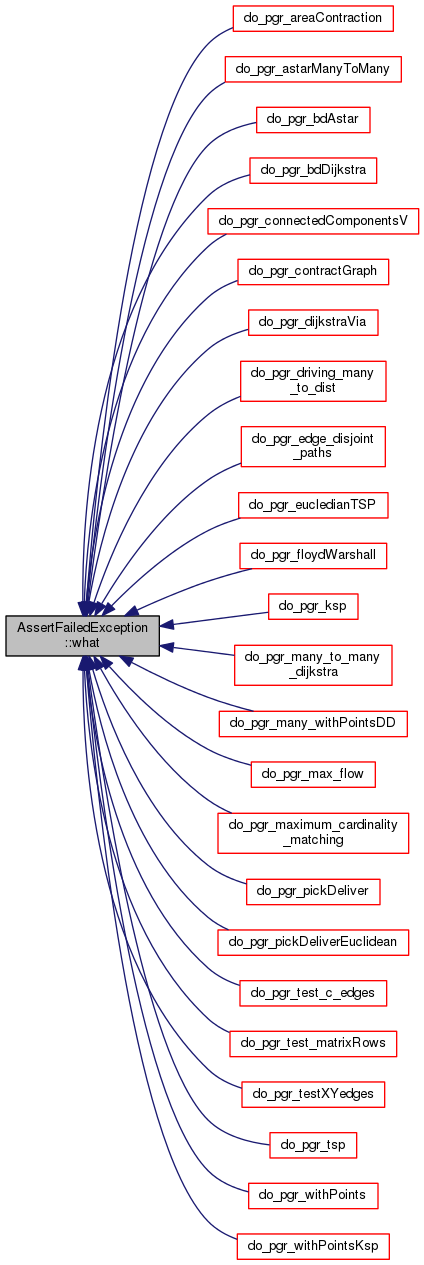 do_pgr_areaContraction
do_pgr_astarManyToMany
do_pgr_bdAstar
do_pgr_bdDijkstra
do_pgr_connectedComponentsV
do_pgr_contractGraph
do_pgr_dijkstraVia
do_pgr_driving_many
_to_dist
do_pgr_edge_disjoint
_paths
do_pgr_eucledianTSP
do_pgr_floydWarshall
do_pgr_ksp
AssertFailedException
::what
do_pgr_many_to_many
_dijkstra
do_pgr_many_withPointsDD
do_pgr_max_flow
do_pgr_maximum_cardinality
_matching
do_pgr_pickDeliver
do_pgr_pickDeliverEuclidean
do_pgr_test_c_edges
do_pgr_test_matrixRows
do_pgr_testXYedges
do_pgr_tsp
do_pgr_withPoints
do_pgr_withPointsKsp